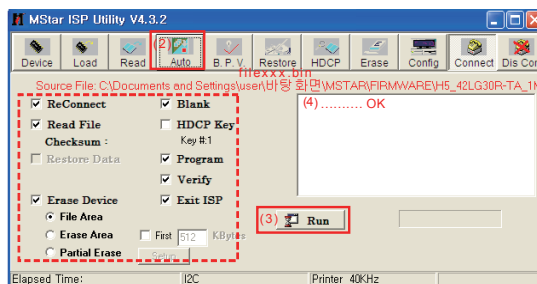 MStar ISP Utility V4.3.2
(2)
Device Load Read Auto B. P. V. Restore HDCP Erase Config Connect Dis Con
filexxx.bin
Source File: C:\Documents and Settings\user\바탕 화면\MSTAR\FIRMWARE\H5_42LG30R-TA_1M
ReConnect Blank
(4).......... OK
Read File HDCP Key
Checksum : Key #:1
Restore Data Program
Verify
Erase Device Exit ISP
File Area
(3) Run
Erase Area First 512 KBytes
Partial Erase Setup
Elapsed Time: I2C Printer 40KHz